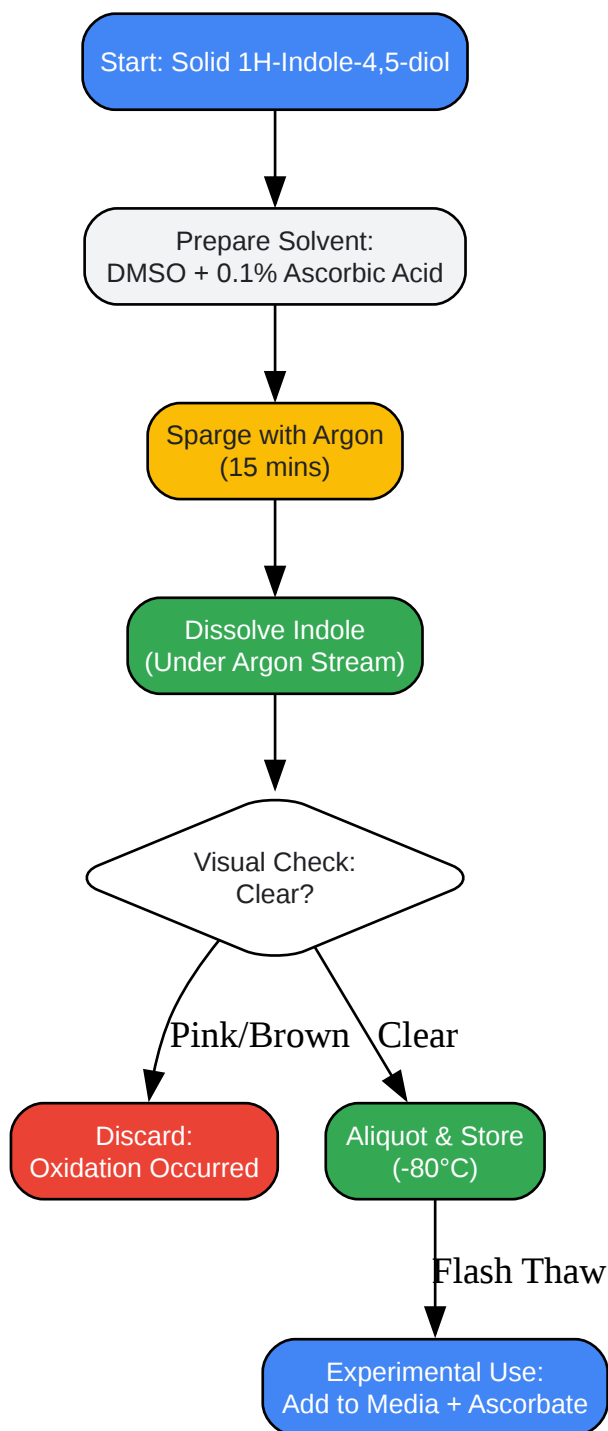 Start: Solid 1H-Indole-4,5-diol
Prepare Solvent:
DMSO + 0.1% Ascorbic Acid
Sparge with Argon
(15 mins)
Dissolve Indole
(Under Argon Stream)
Visual Check:
Clear?
Pink/Brown
Clear
Discard:
Oxidation Occurred
Aliquot & Store
(-80°C)
Flash Thaw
Experimental Use:
Add to Media + Ascorbate